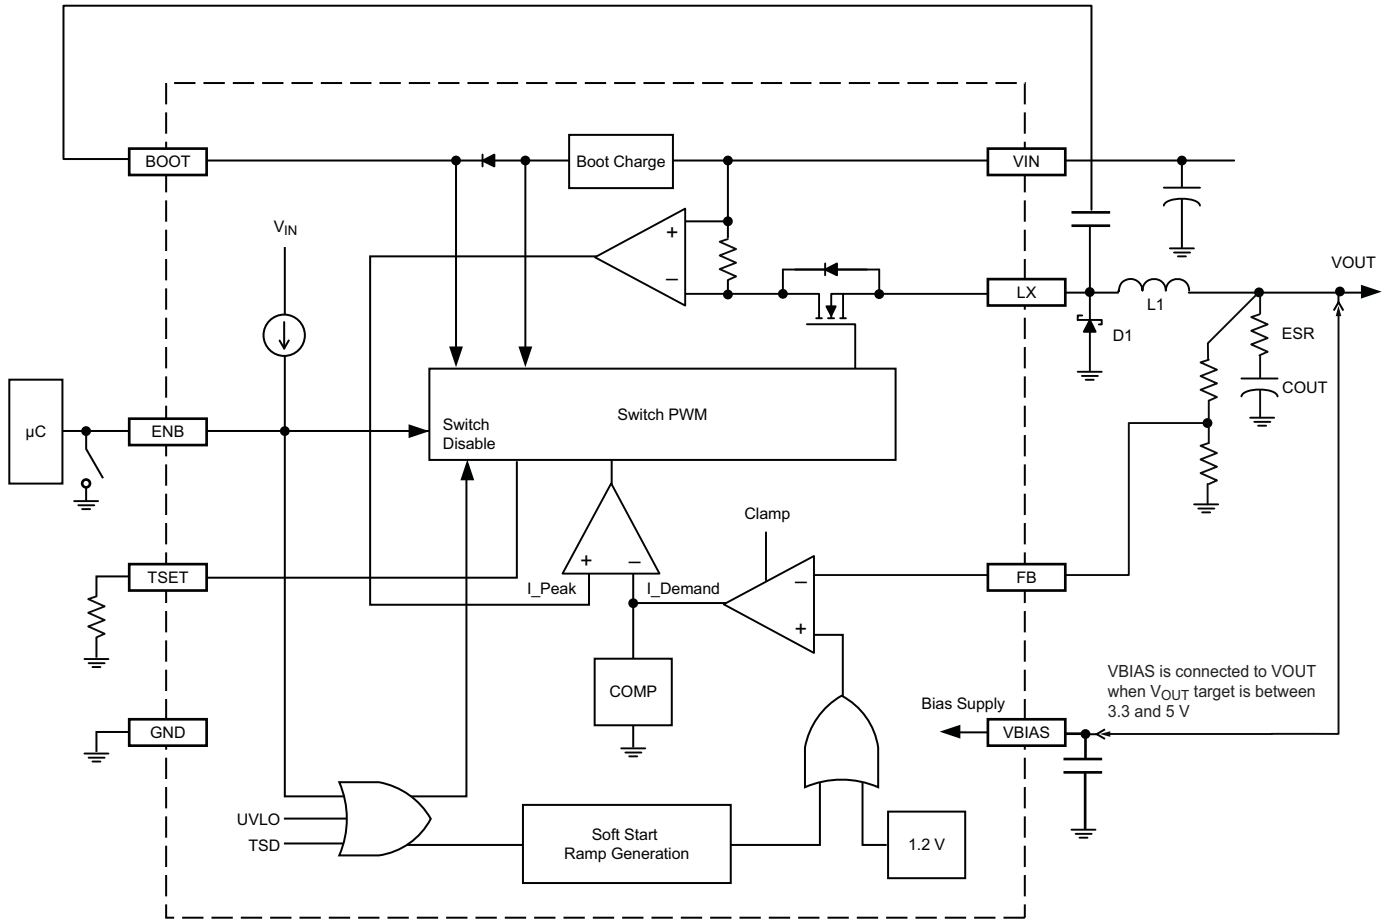 BOOT
Boot Charge
VIN
VIN
+
–
LX
VOUT
L1
D1
ESR
COUT
µC
ENB
Switch
Disable
Switch PWM
Clamp
TSET
+
–
I_Peak
I_Demand
–
+
FB
COMP
GND
Bias Supply
VBIAS
VBIAS is connected to VOUT
when VOUT target is between
3.3 and 5 V
UVLO
TSD
Soft Start
Ramp Generation
1.2 V